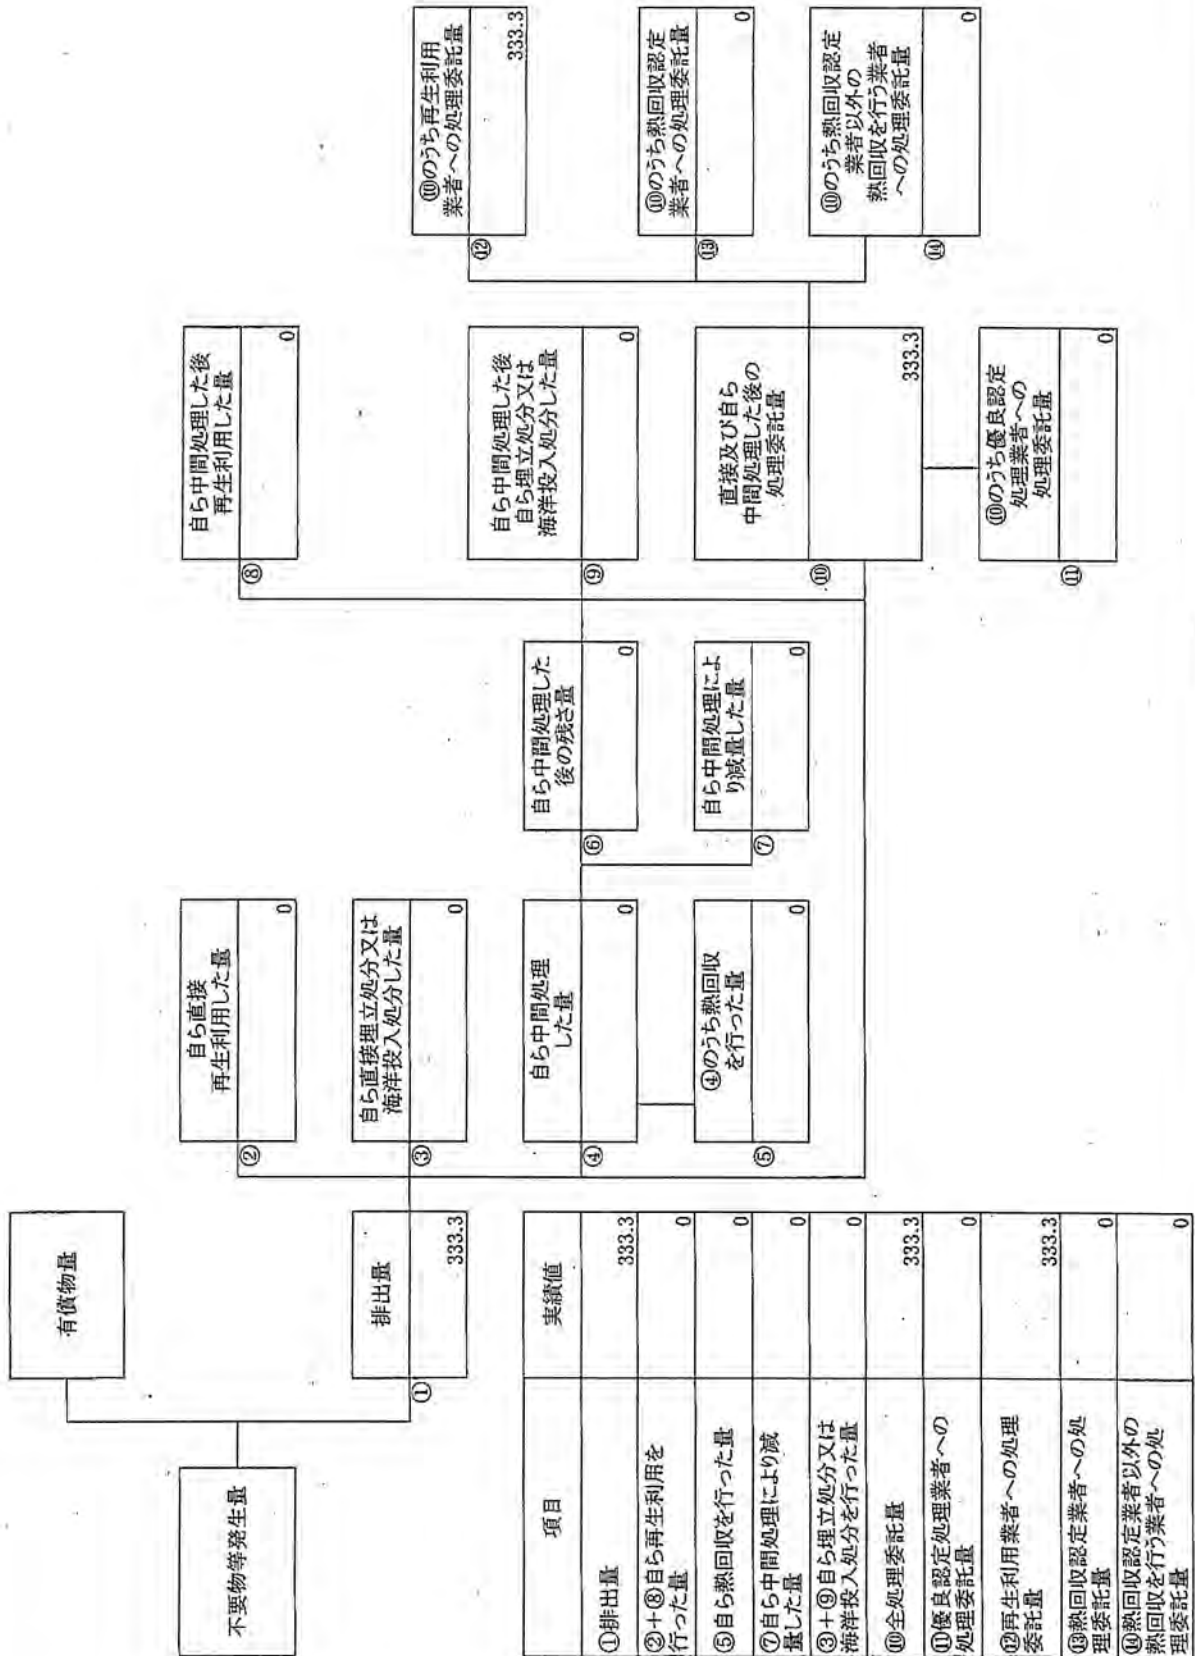 不要物等発生量
有償物量
①
排出量
333.3
②
自ら直接
再生利用した量
0
③
自ら直接埋立処分又は
海洋投入処分した量
0
④
自ら中間処理
した量
0
⑤
④のうち熱回収
を行った量
0
⑥
自ら中間処理した
後の残さ量
0
⑦
自ら中間処理によ
り減量した量
0
⑧
自ら中間処理した後
再生利用した量
0
⑨
自ら中間処理した後
自ら埋立処分又は
海洋投入処分した量
0
⑩
直接及び自ら
中間処理した後の
処理委託量
333.3
⑪
⑩のうち優良認定
処理業者への
処理委託量
0
⑫
⑩のうち再生利用
業者への処理委託量
333.3
⑬
⑩のうち熱回収認定
業者への処理委託量
0
⑭
⑩のうち熱回収認定
業者以外の
熱回収を行う業者
への処理委託量
0
項目 実績値
①排出量 333.3
②+⑧自ら再生利用を
行った量 0
⑤自ら熱回収を行った量 0
⑦自ら中間処理により減
量した量 0
③+⑨自ら埋立処分又は
海洋投入処分を行った量 0
⑩全処理委託量 333.3
⑪優良認定処理業者への
処理委託量 0
⑫再生利用業者への処理
委託量 333.3
⑬熱回収認定業者への処
理委託量 0
⑭熱回収認定業者以外の
熱回収を行う業者への処
理委託量 0